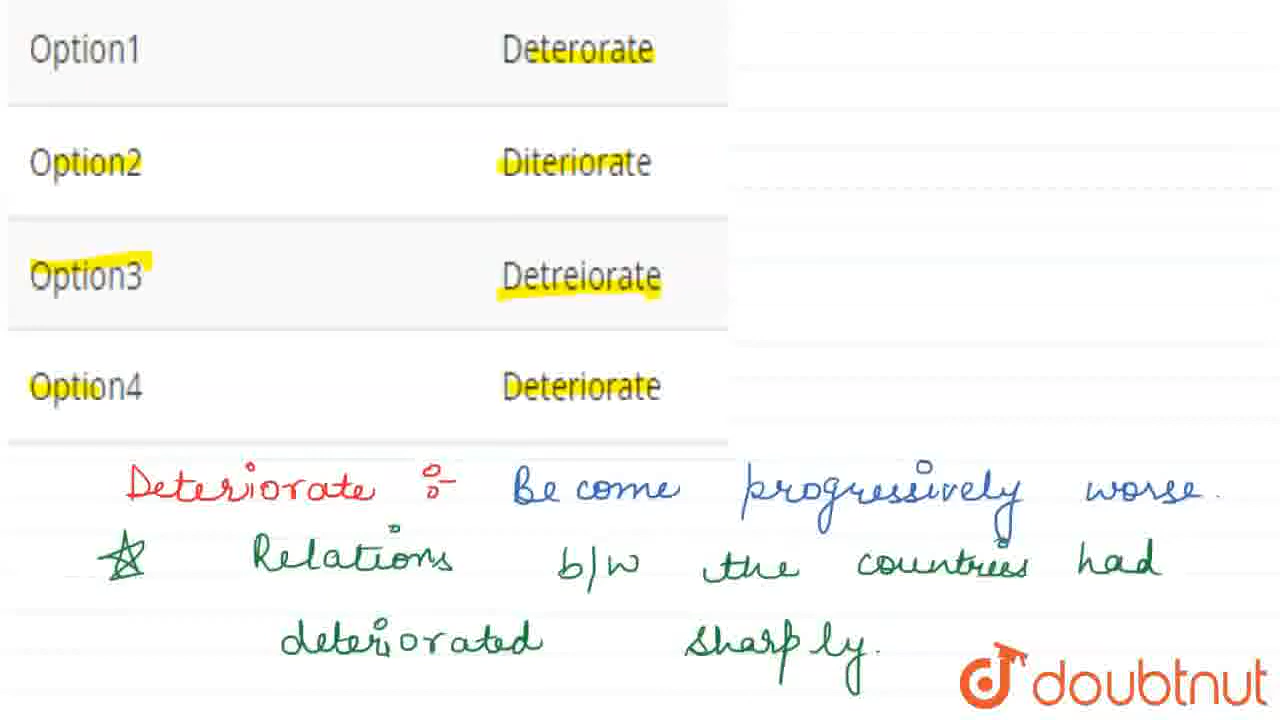 Option1 Deterorate
Option2 Diteriorate
Option3 Detreiorate
Option4 Deteriorate
Deteriorate :- Become progressively worse.
☆ Relations b/w the countries had
deteriorated sharply.
doubtnut